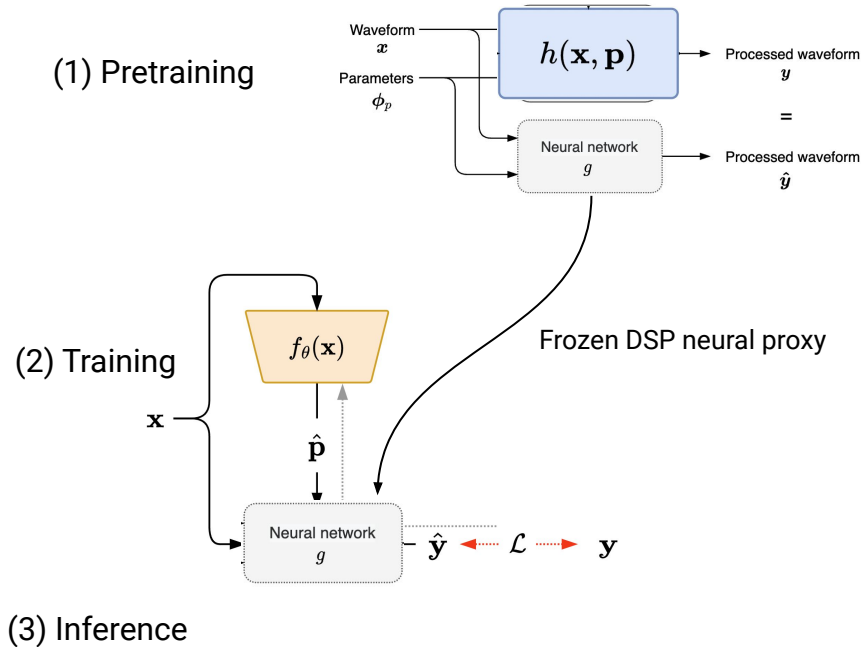 (1) Pretraining
Waveform
x
Parameters
ϕₚ
h(x, p)
Processed waveform
y
=
Neural network
g
Processed waveform
ŷ
(2) Training
fθ(x)
Frozen DSP neural proxy
x
p̂
Neural network
g
ŷ ℒ y
(3) Inference